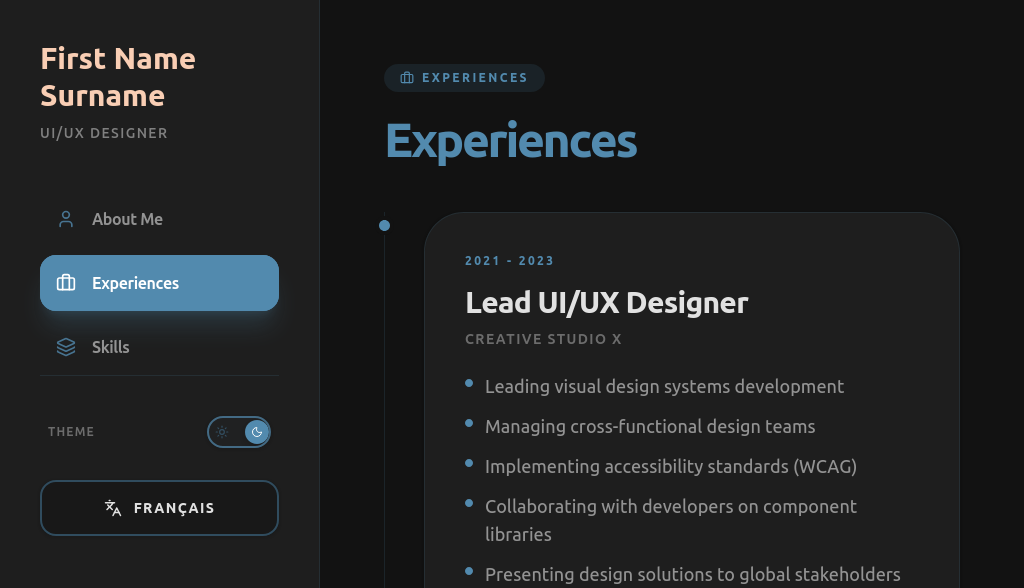 First Name
Surname
UI/UX DESIGNER
About Me
Experiences
Skills
THEME
FRANÇAIS
EXPERIENCES
Experiences
2021 - 2023
Lead UI/UX Designer
CREATIVE STUDIO X
Leading visual design systems development
Managing cross-functional design teams
Implementing accessibility standards (WCAG)
Collaborating with developers on component
libraries
Presenting design solutions to global stakeholders